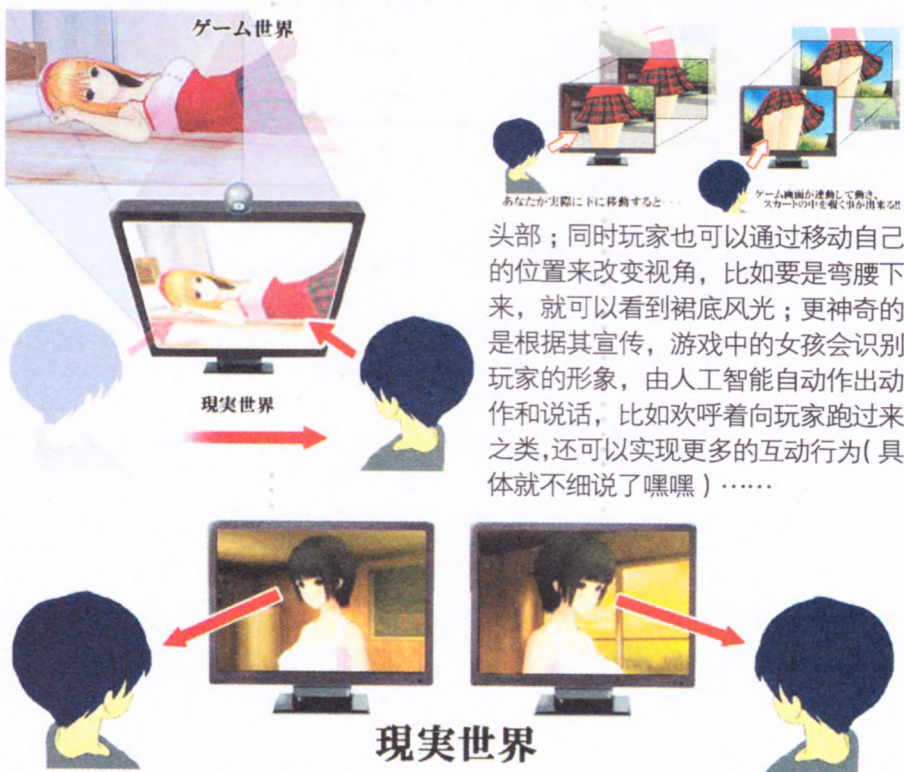 ゲーム世界
あなたが実際に下に移動すると・・・
ゲーム画面が連動して動き、
スカートの中を覗く事が出来る!!
头部；同时玩家也可以通过移动自己
的位置来改变视角，比如要是弯腰下
来，就可以看到裙底风光；更神奇的
是根据其宣传，游戏中的女孩会识别
玩家的形象，由人工智能自动作出动
作和说话，比如欢呼着向玩家跑过来
之类，还可以实现更多的互动行为（具
体就不细说了嘿嘿）……
現実世界
現実世界